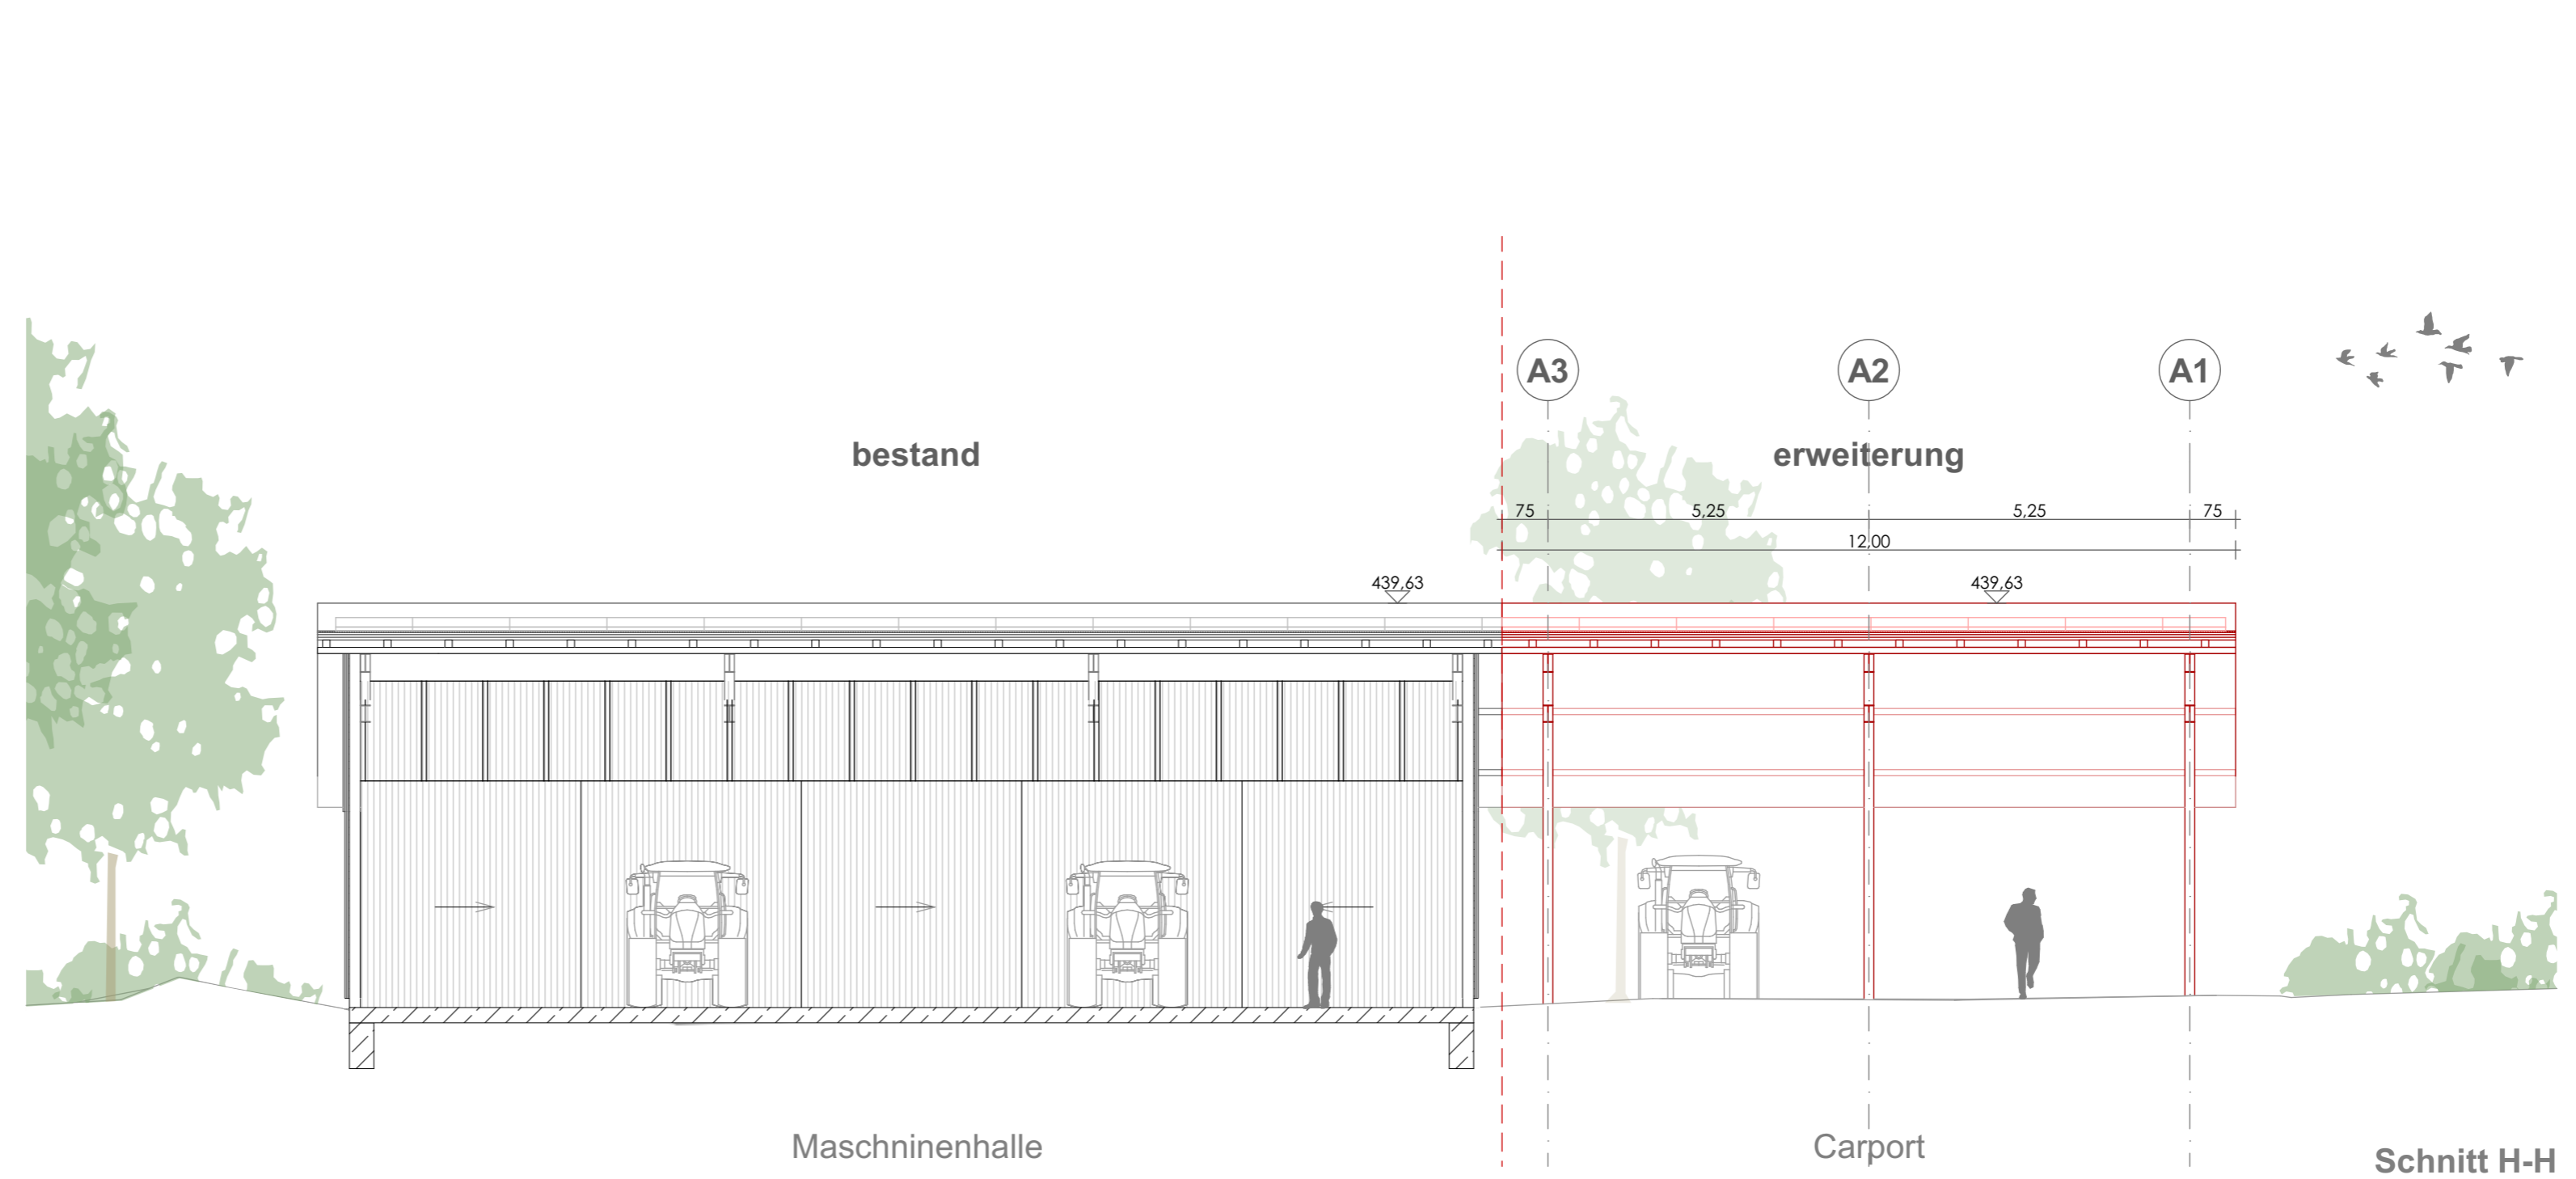 A3 A2 A1
bestand erweiterung
75 5,25 5,25 75
12,00
439,63 439,63
Maschninenhalle Carport
Schnitt H-H